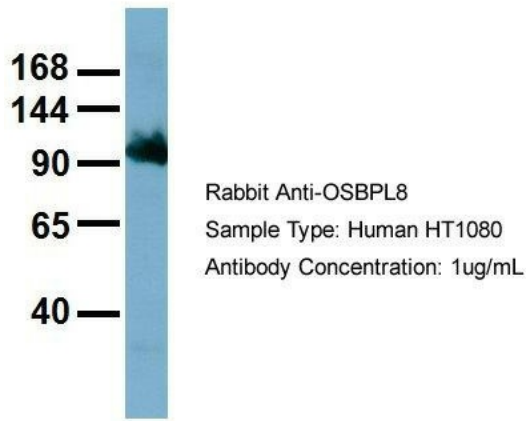 168
144
90
65
40
Rabbit Anti-OSBPL8
Sample Type: Human HT1080
Antibody Concentration: 1ug/mL